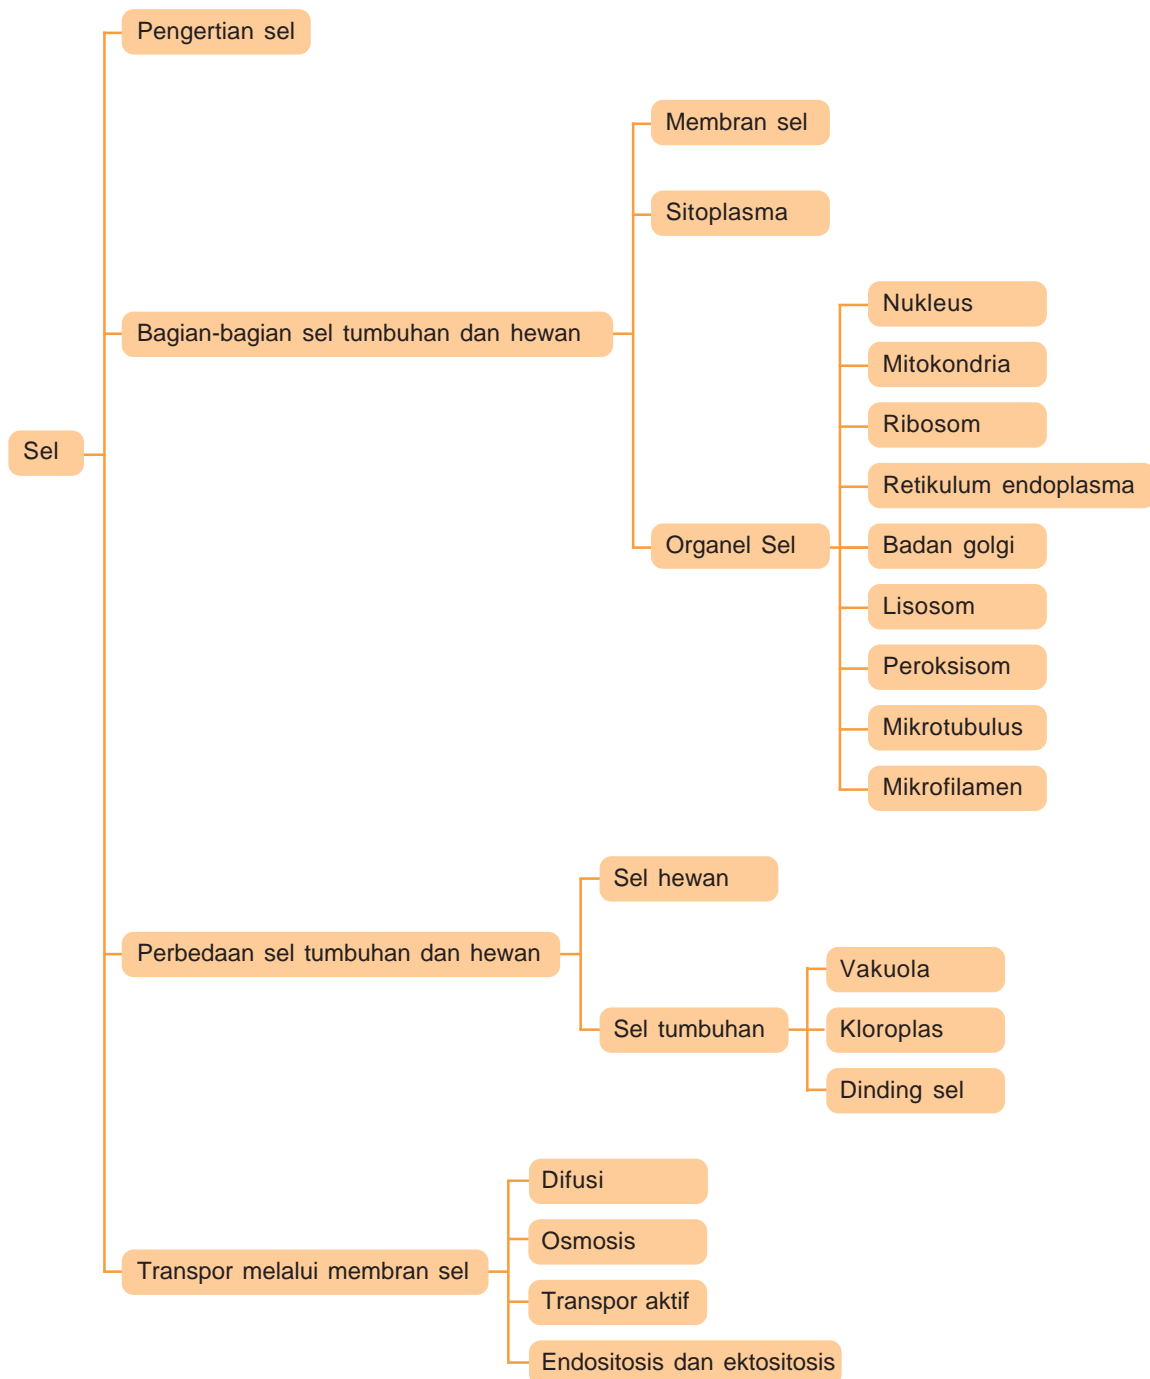 Pengertian sel
Membran sel
Sitoplasma
Nukleus
Bagian-bagian sel tumbuhan dan hewan
Mitokondria
Ribosom
Sel
Retikulum endoplasma
Organel Sel
Badan golgi
Lisosom
Peroksisom
Mikrotubulus
Mikrofilamen
Sel hewan
Perbedaan sel tumbuhan dan hewan
Vakuola
Sel tumbuhan
Kloroplas
Dinding sel
Difusi
Osmosis
Transpor melalui membran sel
Transpor aktif
Endositosis dan ektositosis